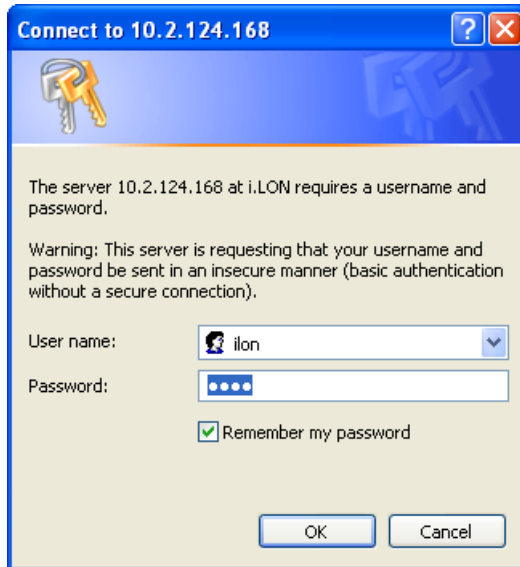 Connect to 10.2.124.168
?
The server 10.2.124.168 at i.LON requires a username and
password.
Warning: This server is requesting that your username and
password be sent in an insecure manner (basic authentication
without a secure connection).
User name: ilon
Password: ●●●●
Remember my password
OK Cancel